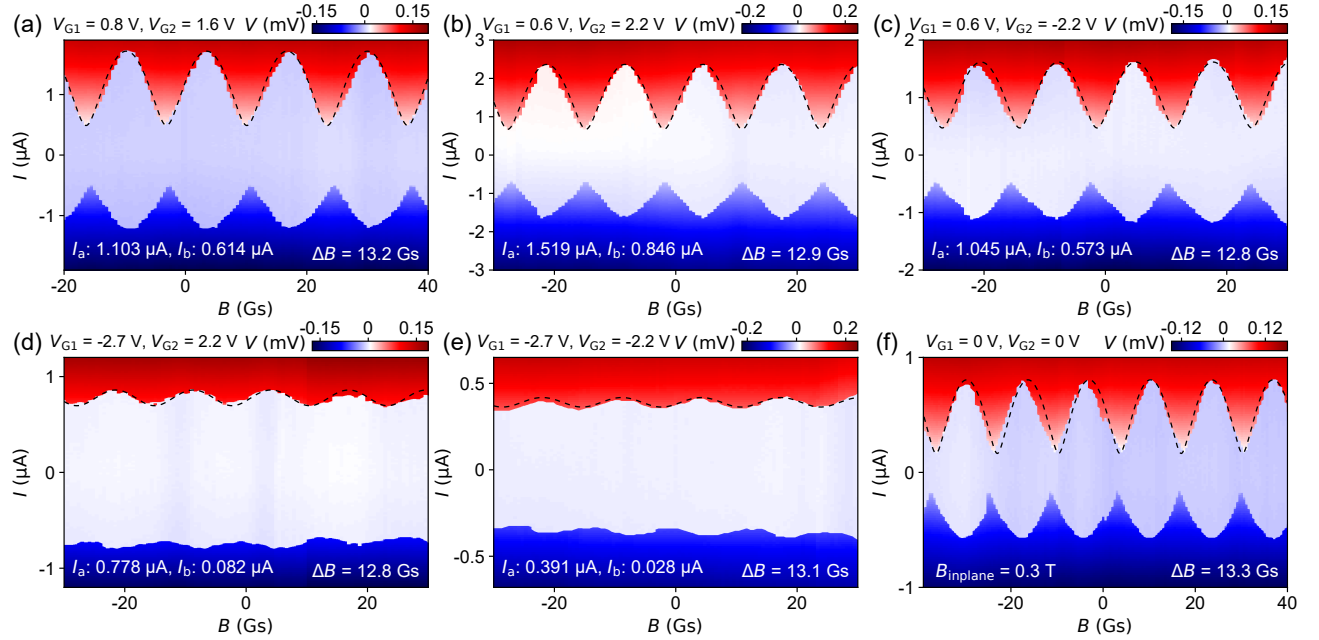 (a) V_G1 = 0.8 V, V_G2 = 1.6 V V (mV) -0.15 0 0.15
I (µA)
1
0
-1
I_a: 1.103 µA, I_b: 0.614 µA ΔB = 13.2 Gs
-20 0 20 40
B (Gs)
(b) V_G1 = 0.6 V, V_G2 = 2.2 V V (mV) -0.2 0 0.2
I (µA)
3
2
1
0
-1
-2
-3
I_a: 1.519 µA, I_b: 0.846 µA ΔB = 12.9 Gs
-20 0 20
B (Gs)
(c) V_G1 = 0.6 V, V_G2 = -2.2 V V (mV) -0.15 0 0.15
I (µA)
2
1
0
-1
-2
I_a: 1.045 µA, I_b: 0.573 µA ΔB = 12.8 Gs
-20 0 20
B (Gs)
(d) V_G1 = -2.7 V, V_G2 = 2.2 V V (mV) -0.15 0 0.15
I (µA)
1
0
-1
I_a: 0.778 µA, I_b: 0.082 µA ΔB = 12.8 Gs
-20 0 20
B (Gs)
(e) V_G1 = -2.7 V, V_G2 = -2.2 V V (mV) -0.2 0 0.2
I (µA)
0.5
0
-0.5
I_a: 0.391 µA, I_b: 0.028 µA ΔB = 13.1 Gs
-20 0 20
B (Gs)
(f) V_G1 = 0 V, V_G2 = 0 V V (mV) -0.12 0 0.12
I (µA)
1
0
-1
B_inplane = 0.3 T ΔB = 13.3 Gs
-20 0 20 40
B (Gs)